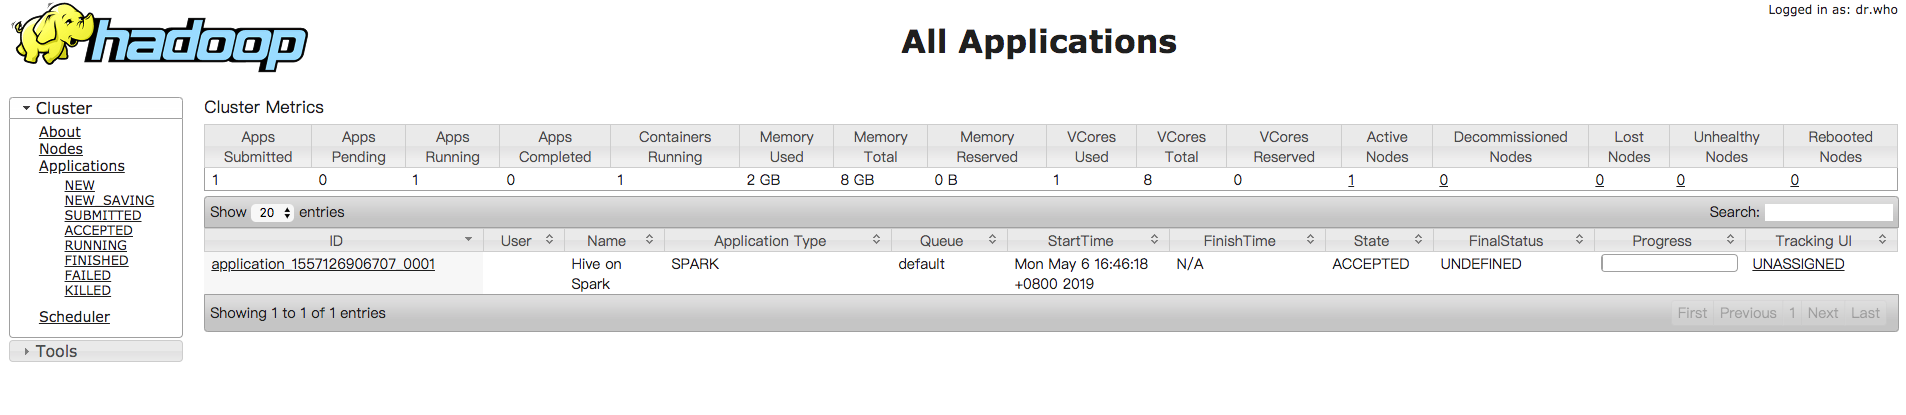 Logged in as: dr.who
hadoop
All Applications
Cluster
About
Nodes
Applications
NEW
NEW_SAVING
SUBMITTED
ACCEPTED
RUNNING
FINISHED
FAILED
KILLED
Scheduler
Tools
Cluster Metrics
Apps Submitted
Apps Pending
Apps Running
Apps Completed
Containers Running
Memory Used
Memory Total
Memory Reserved
VCores Used
VCores Total
VCores Reserved
Active Nodes
Decommissioned Nodes
Lost Nodes
Unhealthy Nodes
Rebooted Nodes
1 0 1 0 1 2 GB 8 GB 0 B 1 8 0 1 0 0 0 0
Show 20 entries Search:
ID User Name Application Type Queue StartTime FinishTime State FinalStatus Progress Tracking UI
application_1557126906707_0001
Hive on
Spark
SPARK
default
Mon May 6 16:46:18
+0800 2019
N/A
ACCEPTED
UNDEFINED
UNASSIGNED
Showing 1 to 1 of 1 entries First Previous 1 Next Last